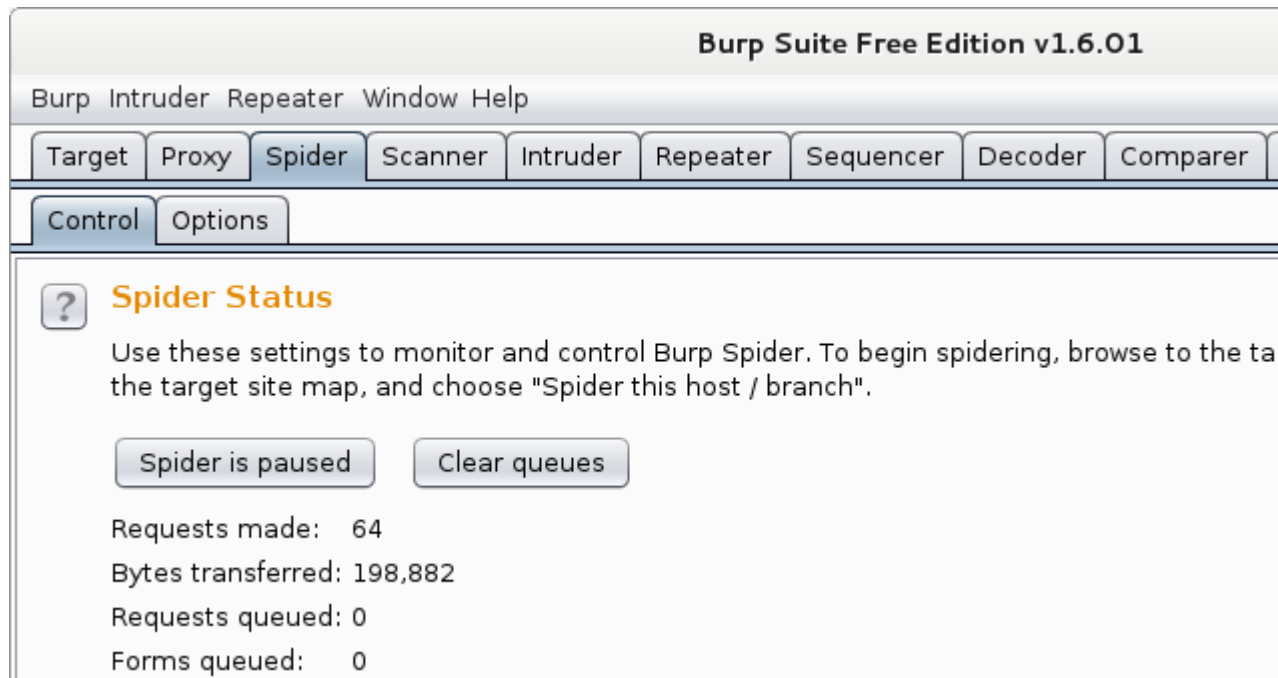 Burp Suite Free Edition v1.6.01
Burp Intruder Repeater Window Help
Target Proxy Spider Scanner Intruder Repeater Sequencer Decoder Comparer
Control Options
? Spider Status
Use these settings to monitor and control Burp Spider. To begin spidering, browse to the ta
the target site map, and choose "Spider this host / branch".
Spider is paused Clear queues
Requests made: 64
Bytes transferred: 198,882
Requests queued: 0
Forms queued: 0